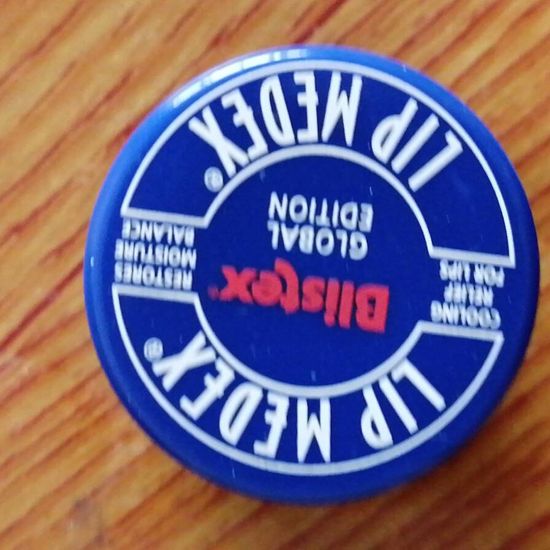 LIP MEDEX®
COOLING
RELIEF
FOR LIPS
Blistex®
GLOBAL
EDITION
RESTORES
MOISTURE
BALANCE
LIP MEDEX®